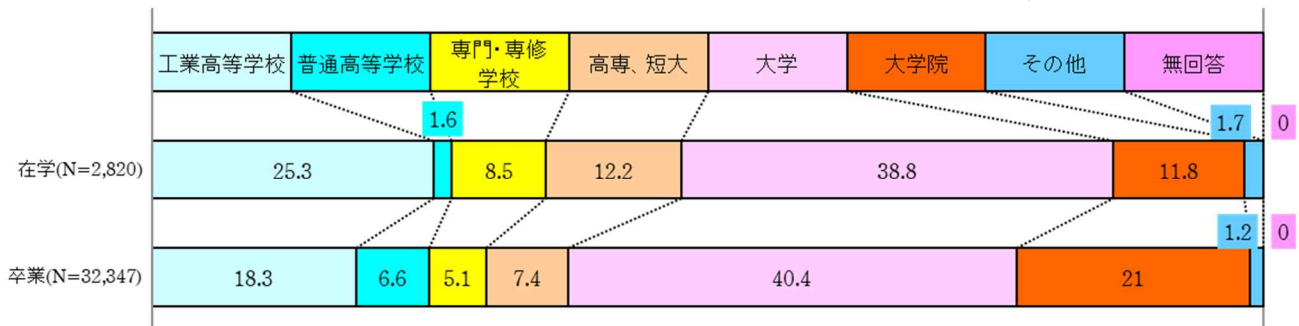 工業高等学校 普通高等学校 専門・専修学校 高専、短大 大学 大学院 その他 無回答
1.6 1.7 0
在学(N=2,820) 25.3 8.5 12.2 38.8 11.8
1.2 0
卒業(N=32,347) 18.3 6.6 5.1 7.4 40.4 21